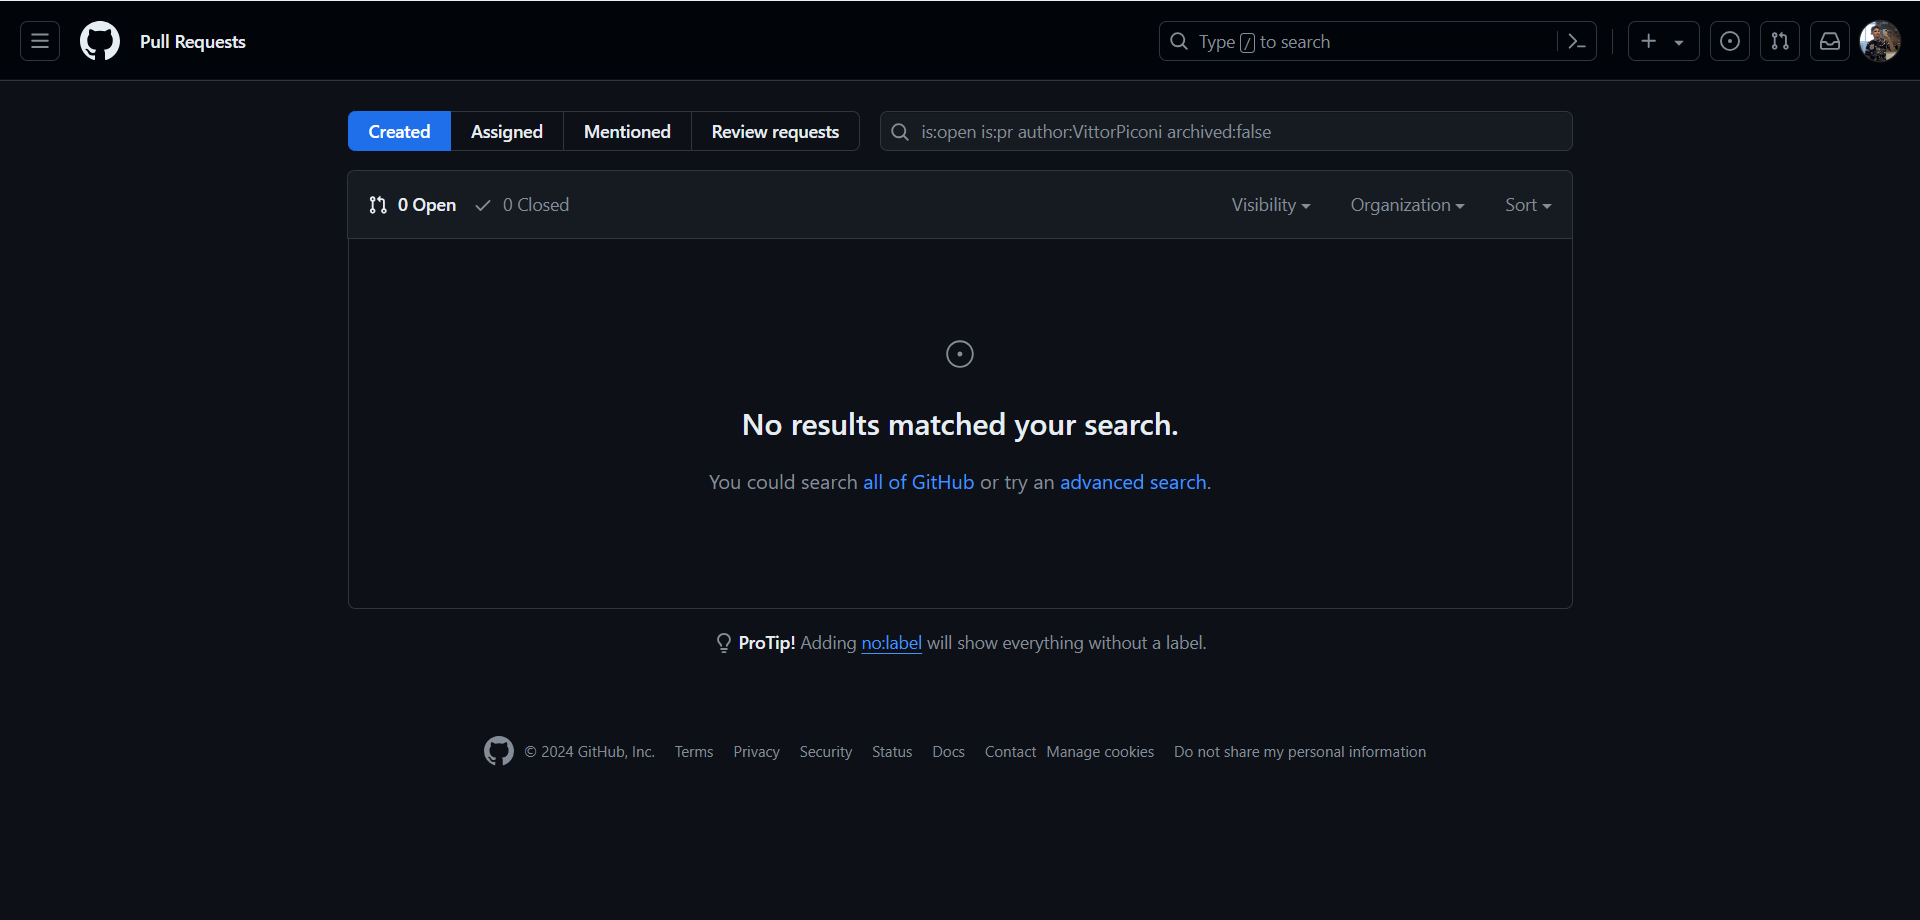 Pull Requests
Type / to search
Created Assigned Mentioned Review requests
is:open is:pr author:VittorPiconi archived:false
0 Open 0 Closed Visibility Organization Sort
No results matched your search.
You could search all of GitHub or try an advanced search.
ProTip! Adding no:label will show everything without a label.
© 2024 GitHub, Inc. Terms Privacy Security Status Docs Contact Manage cookies Do not share my personal information